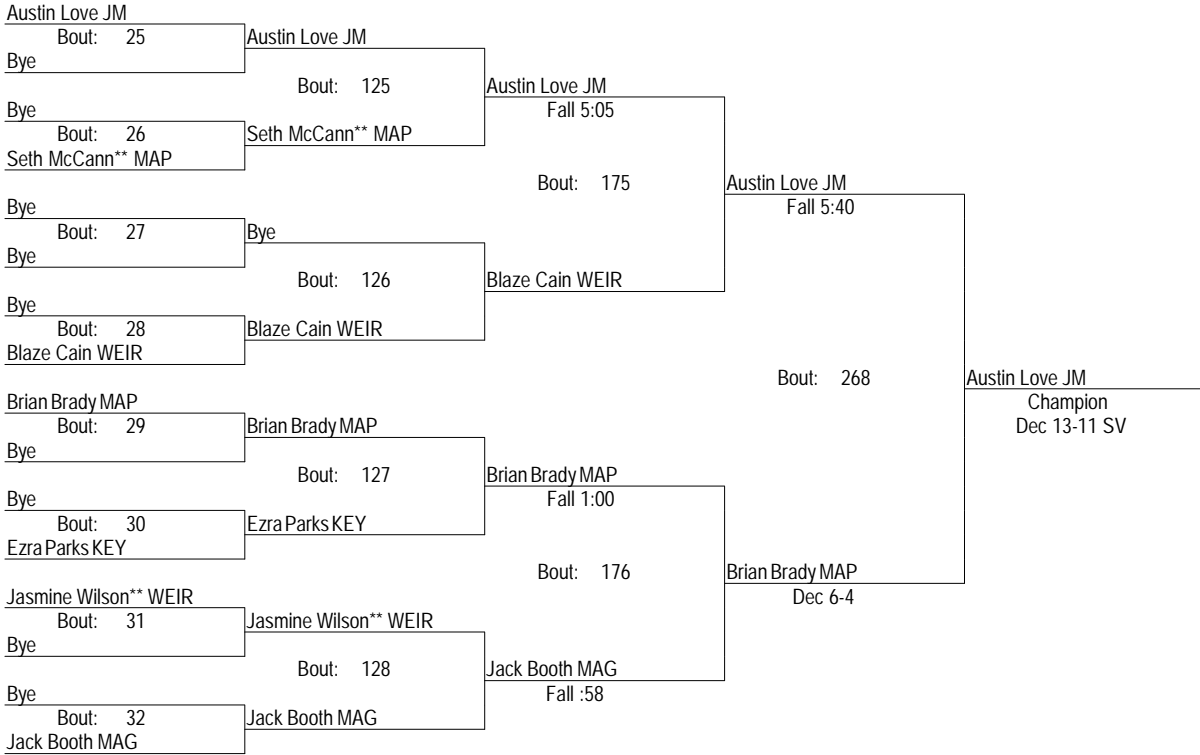 Austin Love JM
Bout: 25
Bye
Austin Love JM
Bout: 125
Bye
Bout: 26
Seth McCann** MAP
Seth McCann** MAP
Austin Love JM
Fall 5:05
Bout: 175
Bye
Bout: 27
Bye
Bye
Bout: 126
Bye
Bout: 28
Blaze Cain WEIR
Blaze Cain WEIR
Blaze Cain WEIR
Austin Love JM
Fall 5:40
Bout: 268
Brian Brady MAP
Bout: 29
Bye
Brian Brady MAP
Bout: 127
Bye
Bout: 30
Ezra Parks KEY
Ezra Parks KEY
Brian Brady MAP
Fall 1:00
Bout: 176
Jasmine Wilson** WEIR
Bout: 31
Bye
Jasmine Wilson** WEIR
Bout: 128
Bye
Bout: 32
Jack Booth MAG
Jack Booth MAG
Jack Booth MAG
Fall :58
Brian Brady MAP
Dec 6-4
Austin Love JM
Champion
Dec 13-11 SV